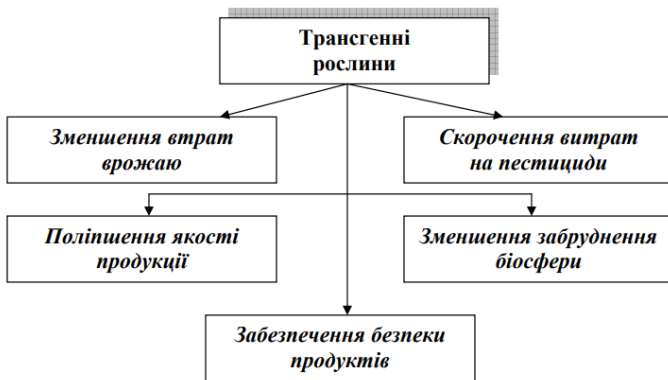 Трансгенні
рослини
Зменшення втрат
врожаю
Скорочення витрат
на пестициди
Поліпшення якості
продукції
Зменшення забруднення
біосфери
Забезпечення безпеки
продуктів